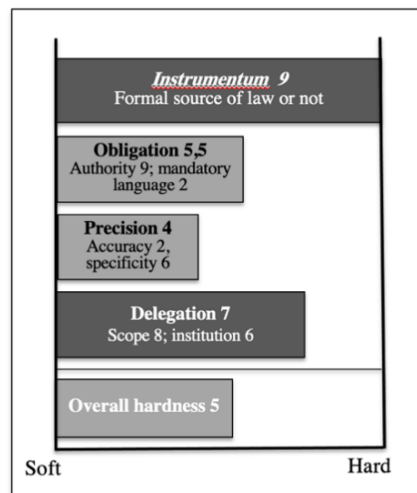 Instrumentum 9
Formal source of law or not
Obligation 5,5
Authority 9; mandatory
language 2
Precision 4
Accuracy 2,
specificity 6
Delegation 7
Scope 8; institution 6
Overall hardness 5
Soft
Hard